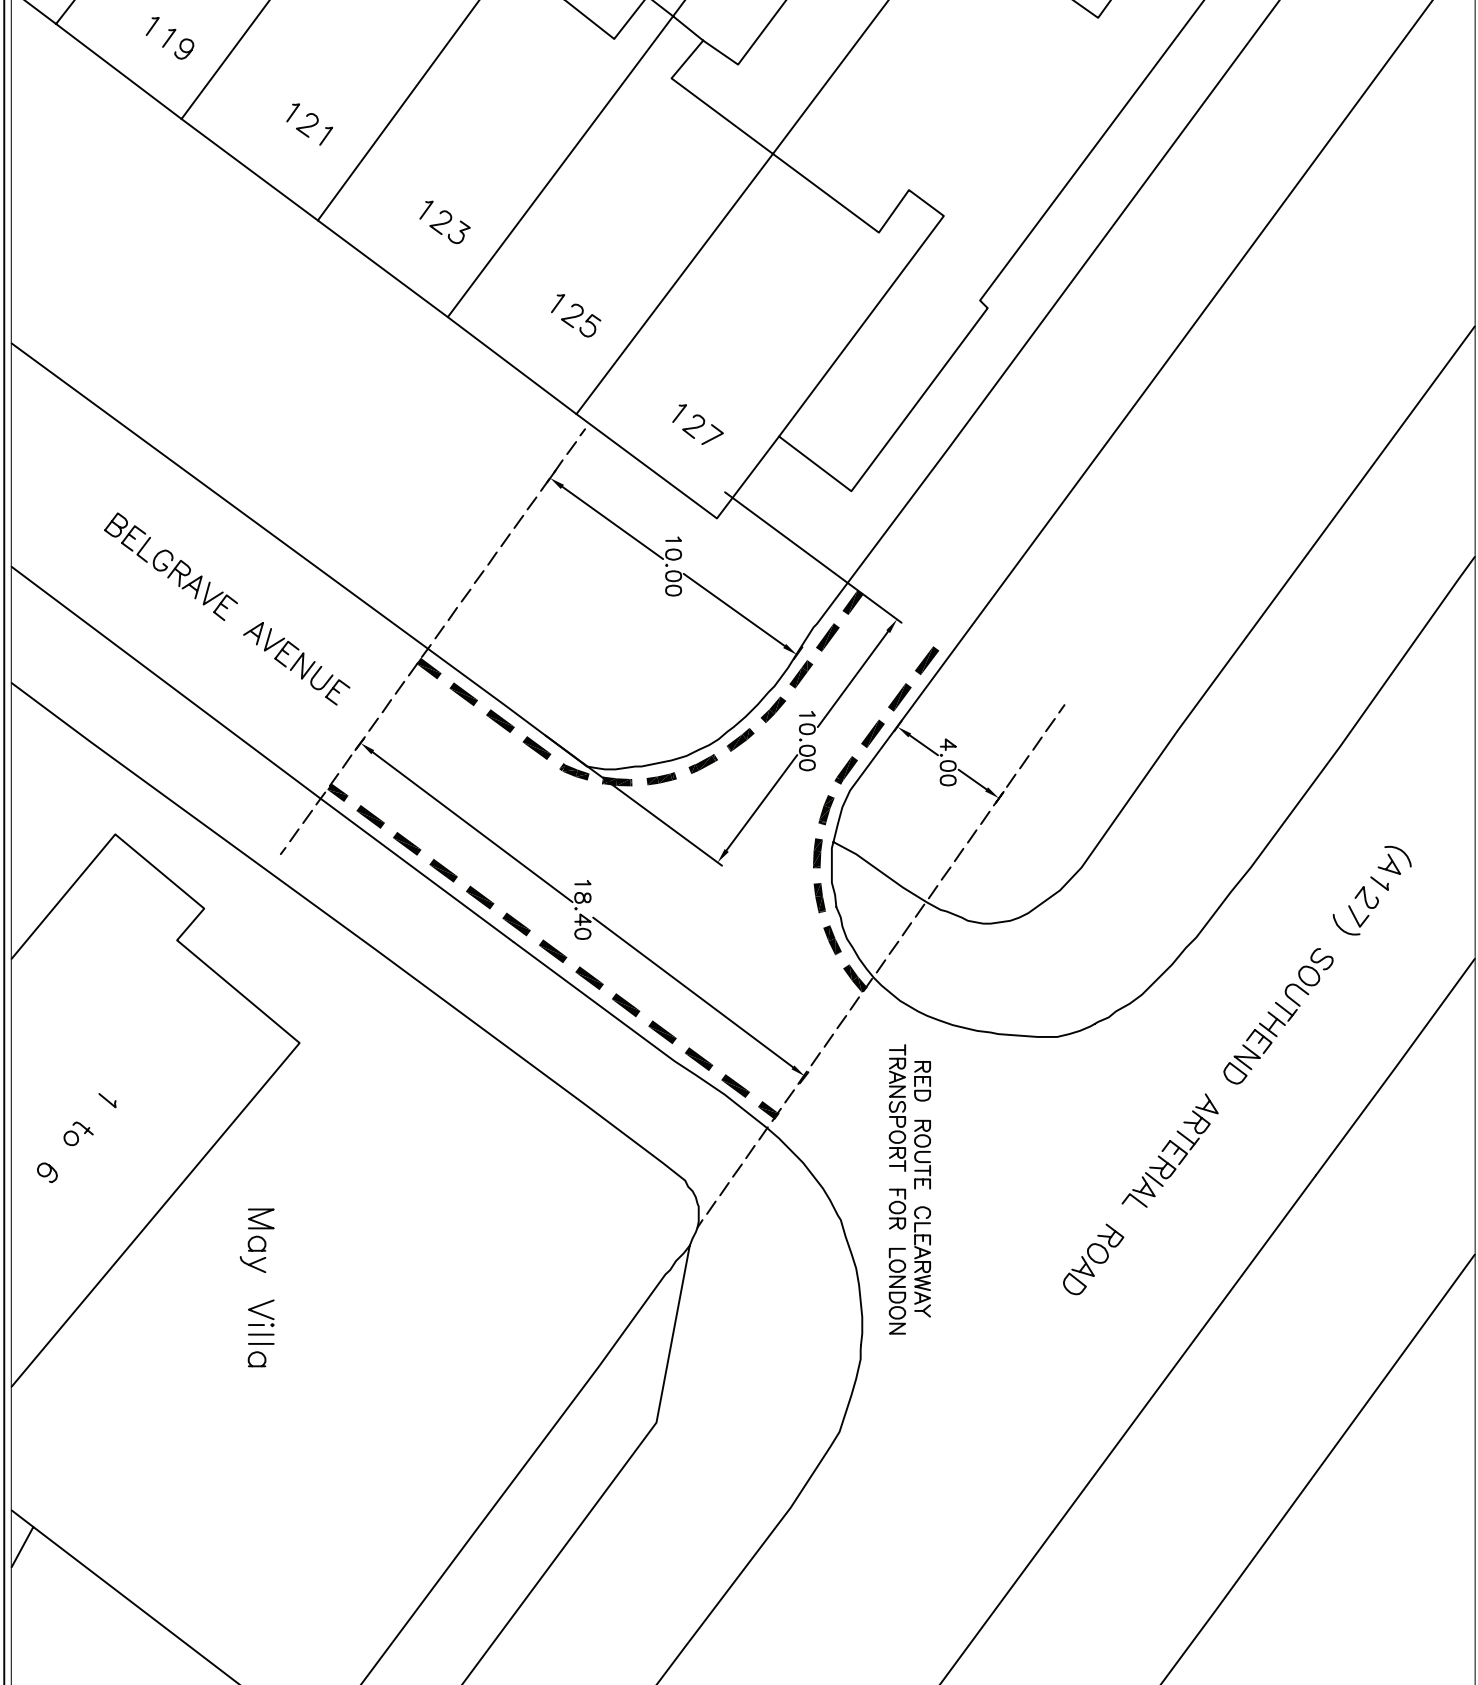 119
121
123
125
127
10.00
10.00
4.00
18.40
BELGRAVE AVENUE
(A127) SOUTHEND ARTERIAL ROAD
RED ROUTE CLEARWAY
TRANSPORT FOR LONDON
1 to 6
May Villa